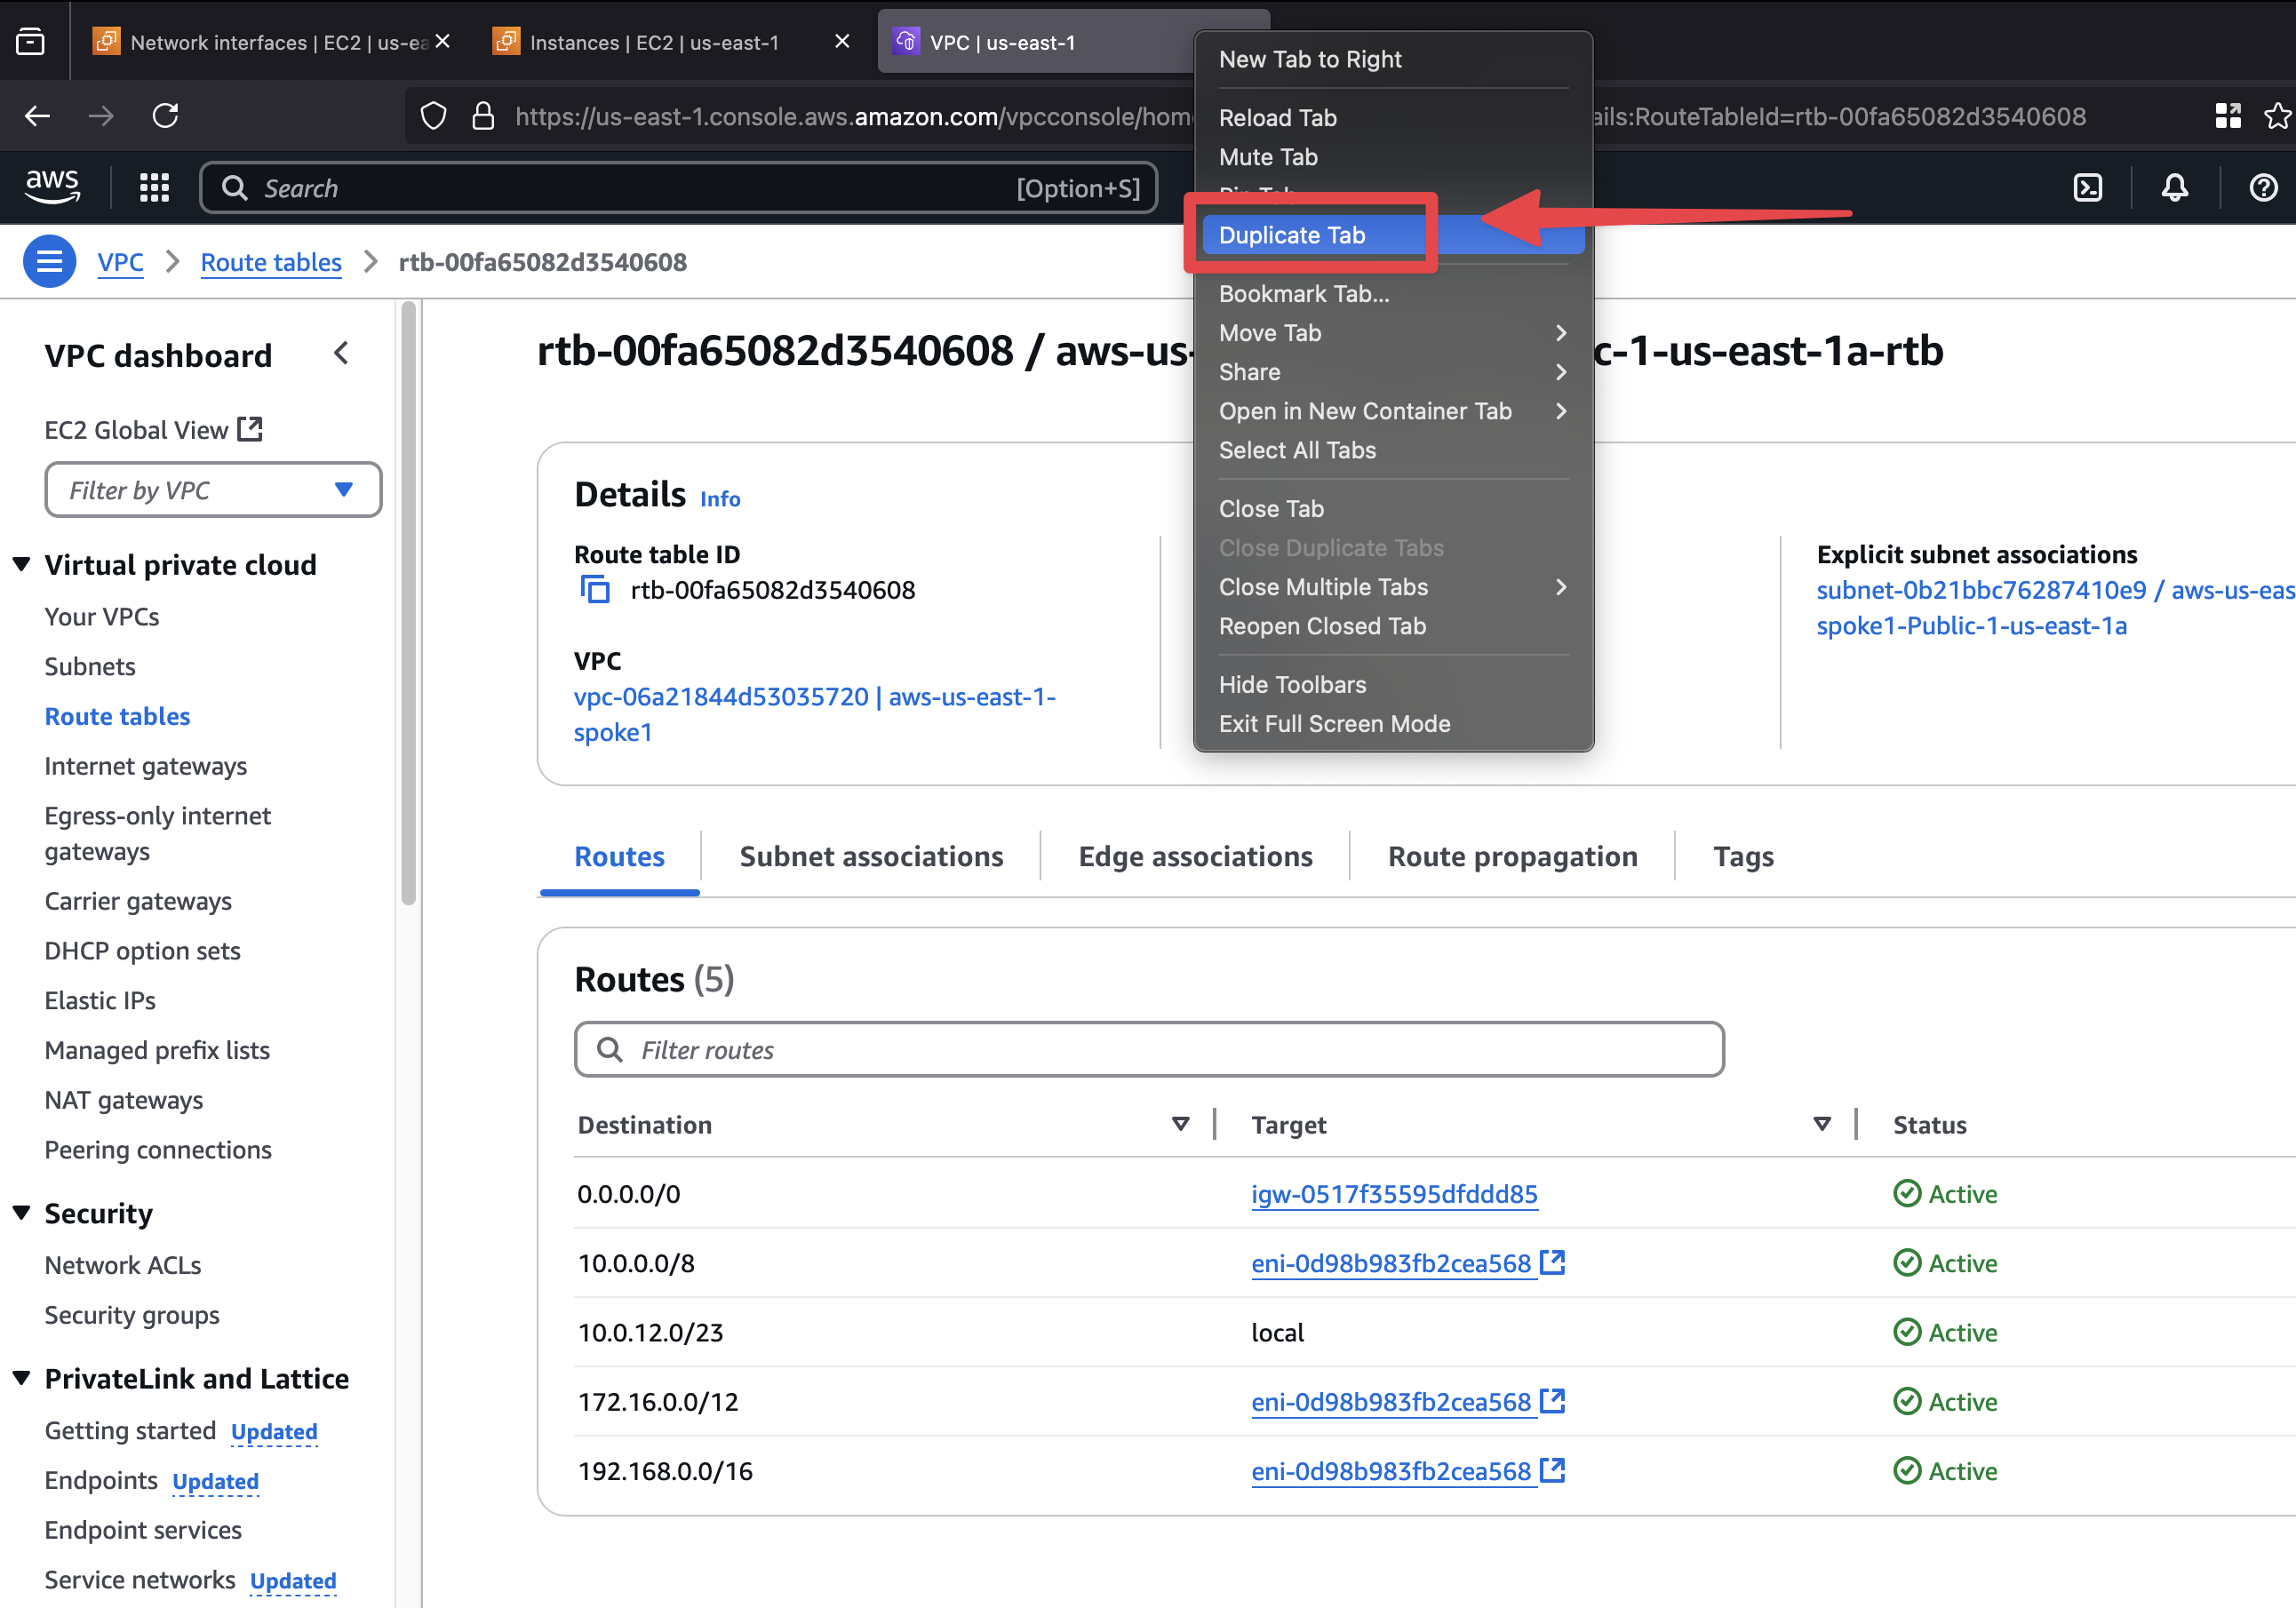 Network interfaces | EC2 | us-ea
Instances | EC2 | us-east-1
VPC | us-east-1
https://us-east-1.console.aws.amazon.com/vpcconsole/hom
ails:RouteTableId=rtb-00fa65082d3540608
aws
Search
[Option+S]
VPC
Route tables
rtb-00fa65082d3540608
New Tab to Right
Reload Tab
Mute Tab
Duplicate Tab
Bookmark Tab...
Move Tab
Share
Open in New Container Tab
Select All Tabs
Close Tab
Close Duplicate Tabs
Close Multiple Tabs
Reopen Closed Tab
Hide Toolbars
Exit Full Screen Mode
VPC dashboard
EC2 Global View
Filter by VPC
Virtual private cloud
Your VPCs
Subnets
Route tables
Internet gateways
Egress-only internet
gateways
Carrier gateways
DHCP option sets
Elastic IPs
Managed prefix lists
NAT gateways
Peering connections
Security
Network ACLs
Security groups
PrivateLink and Lattice
Getting started Updated
Endpoints Updated
Endpoint services
Service networks Updated
rtb-00fa65082d3540608 / aws-us-
c-1-us-east-1a-rtb
Details Info
Route table ID
rtb-00fa65082d3540608
VPC
vpc-06a21844d53035720 | aws-us-east-1-
spoke1
Explicit subnet associations
subnet-0b21bbc76287410e9 / aws-us-eas
spoke1-Public-1-us-east-1a
Routes
Subnet associations
Edge associations
Route propagation
Tags
Routes (5)
Filter routes
Destination Target Status
0.0.0.0/0 igw-0517f35595dfddd85 Active
10.0.0.0/8 eni-0d98b983fb2cea568 Active
10.0.12.0/23 local Active
172.16.0.0/12 eni-0d98b983fb2cea568 Active
192.168.0.0/16 eni-0d98b983fb2cea568 Active